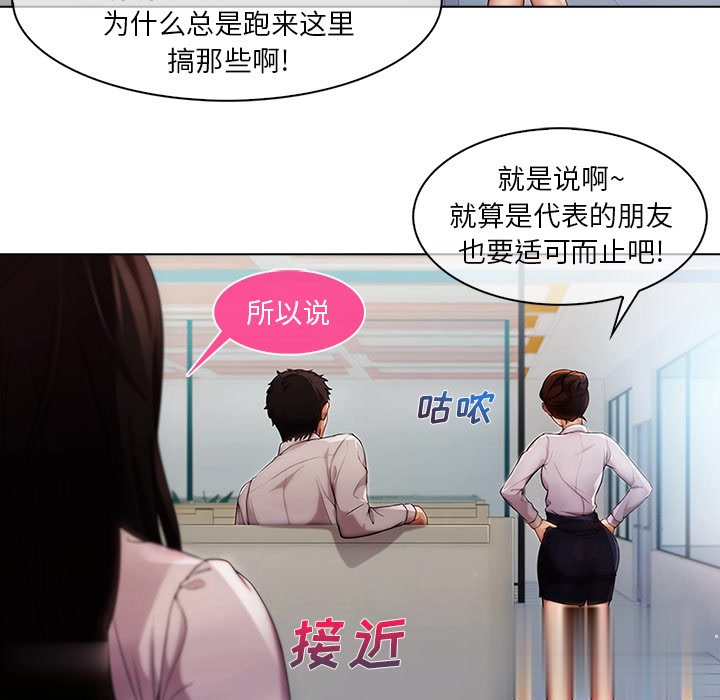 为什么总是跑来这里
搞那些啊!
就是说啊~
就算是代表的朋友
也要适可而止吧!
所以说
咕哝
接近